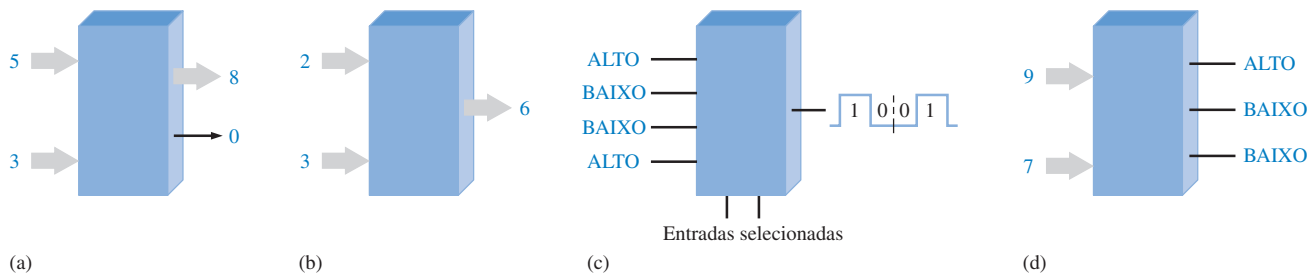 5
3
8
0
(a)
2
3
6
(b)
ALTO
BAIXO
BAIXO
ALTO
1 0 0 1
Entradas selecionadas
(c)
9
7
ALTO
BAIXO
BAIXO
(d)